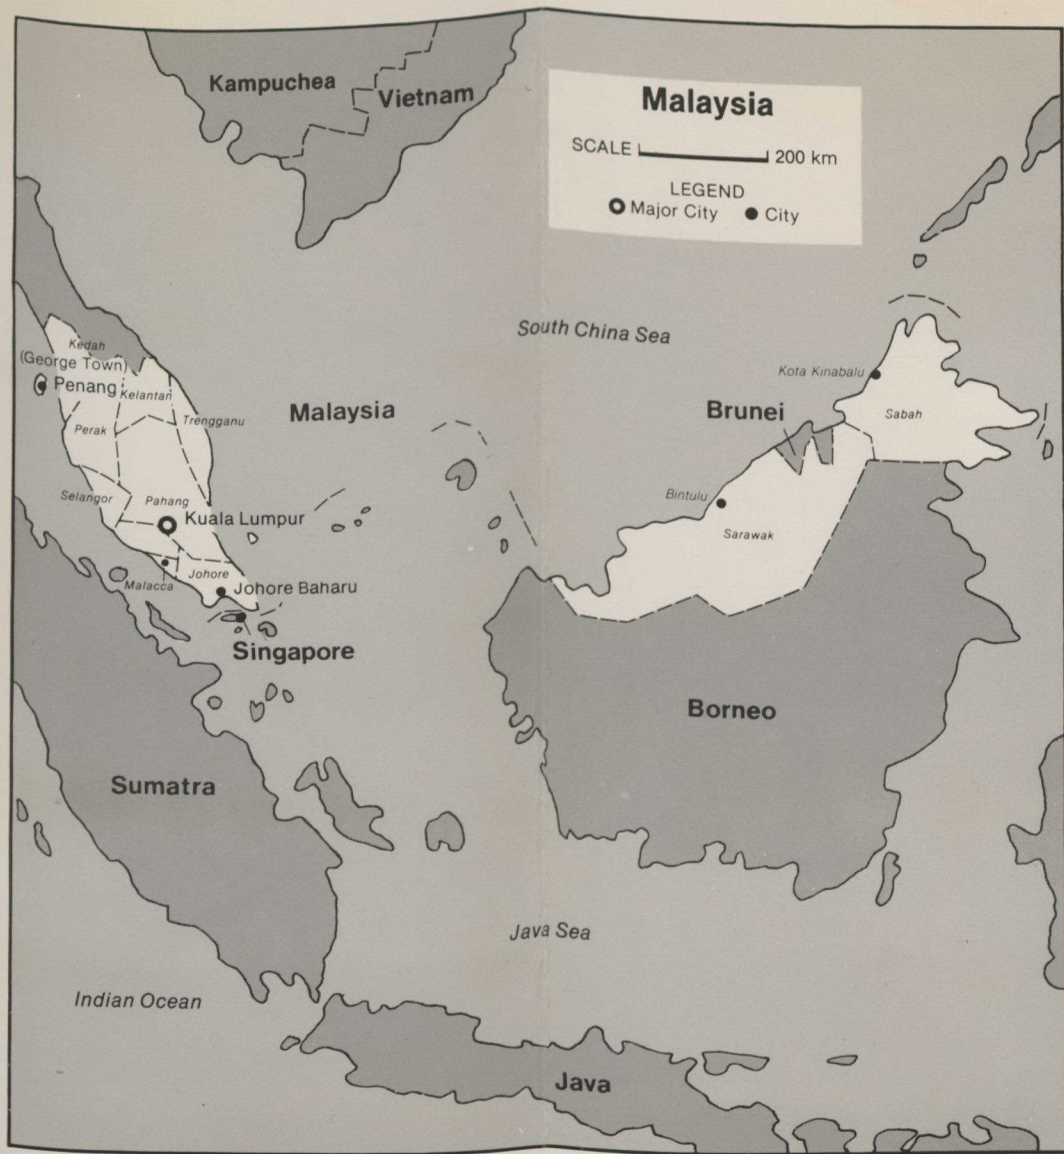 Kampuchea
Vietnam
Malaysia
SCALE 200 km
LEGEND
Major City City
South China Sea
Kedah
(George Town)
Penang
Kelantan
Perak
Trengganu
Malaysia
Selangor
Pahang
Kuala Lumpur
Malacca
Johore
Johore Baharu
Singapore
Kota Kinabalu
Brunei
Sabah
Bintulu
Sarawak
Borneo
Sumatra
Java Sea
Indian Ocean
Java